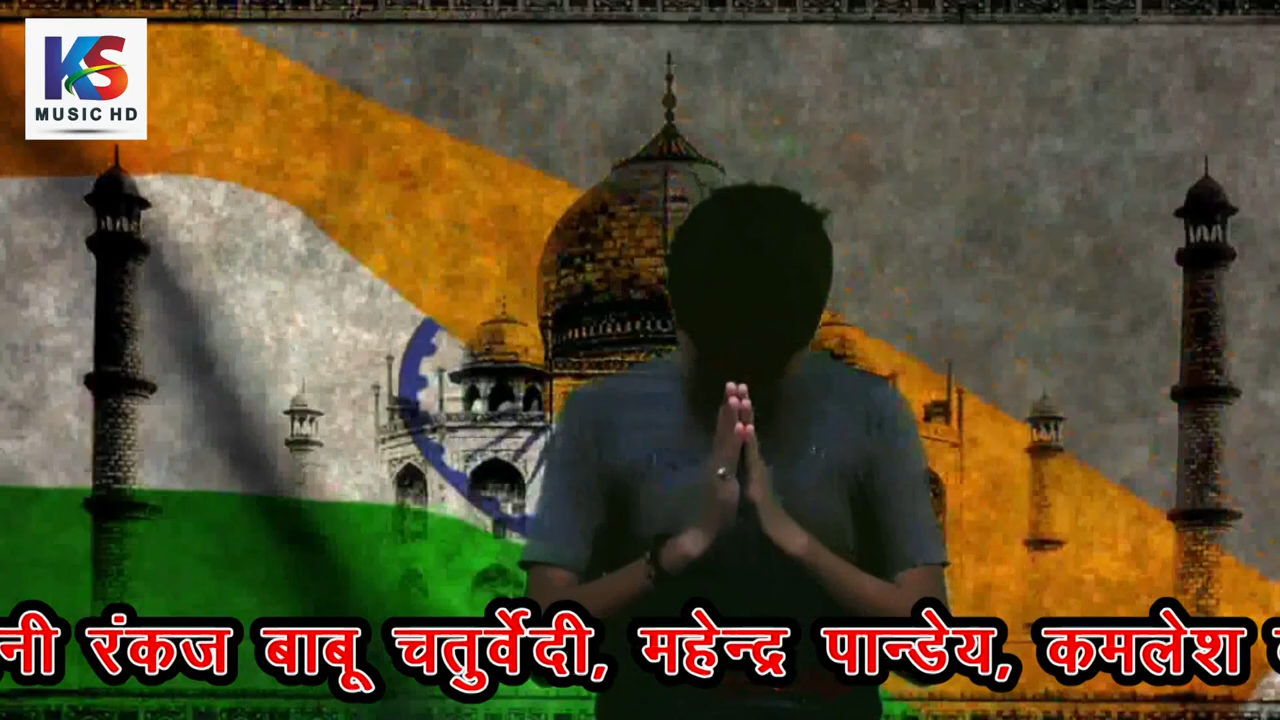 KS
MUSIC HD
नी रंकज बाबू चतुर्वेदी, महेन्द्र पान्डेय, कमलेश